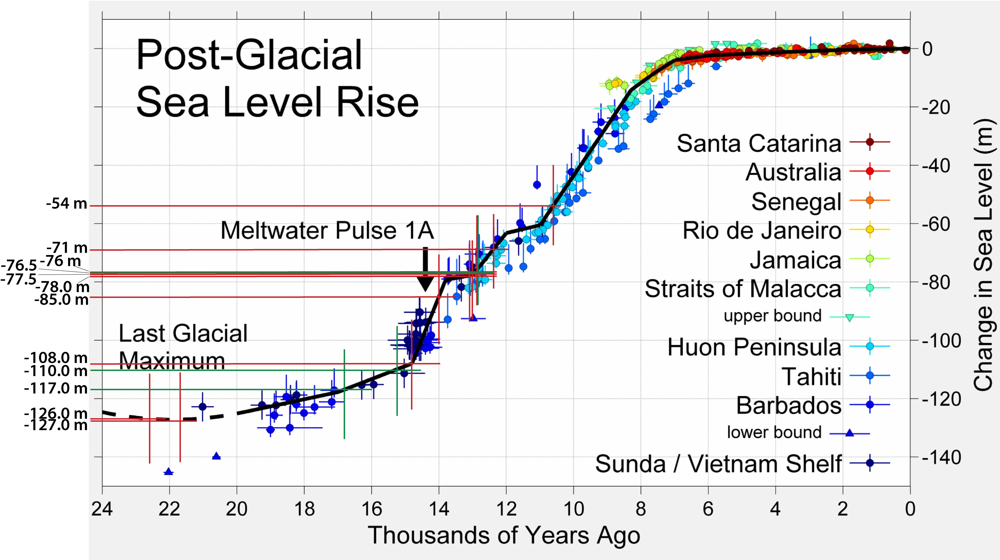 Post-Glacial
Sea Level Rise
Meltwater Pulse 1A
Last Glacial
Maximum
-54 m
-71 m
-76 m
-76.5
-77.5
-78.0 m
-85.0 m
-108.0 m
-110.0 m
-117.0 m
-126.0 m
-127.0 m
Santa Catarina
Australia
Senegal
Rio de Janeiro
Jamaica
Straits of Malacca
upper bound
Huon Peninsula
Tahiti
Barbados
lower bound
Sunda / Vietnam Shelf
0
-20
-40
-60
-80
-100
-120
-140
Change in Sea Level (m)
24 22 20 18 16 14 12 10 8 6 4 2 0
Thousands of Years Ago